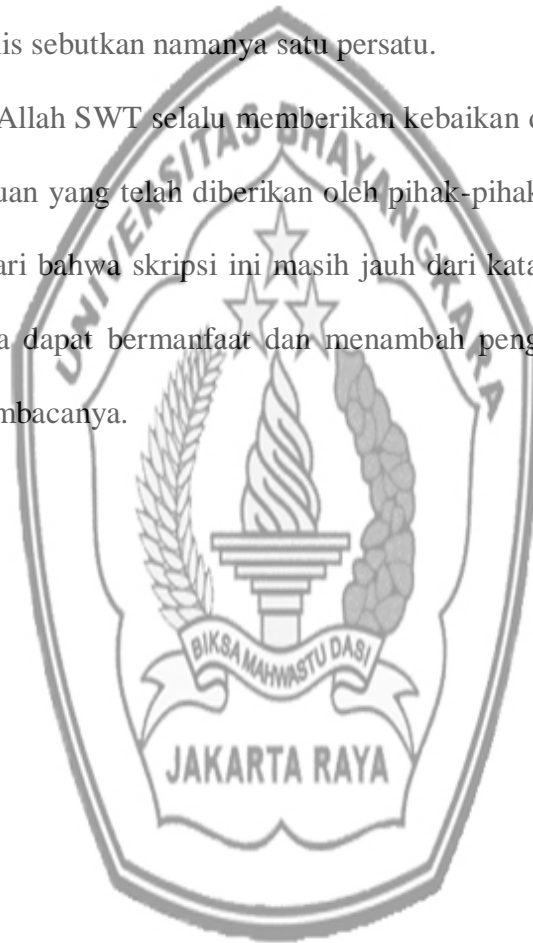 lis sebutkan namanya satu persatu.
Allah SWT selalu memberikan kebaikan
uan yang telah diberikan oleh pihak-pihak
ari bahwa skripsi ini masih jauh dari kata
a dapat bermanfaat dan menambah peng
mbacanya.
UNIVERSITAS BHAYANGKARA
BIKSA MAHWASTU DASI
JAKARTA RAYA